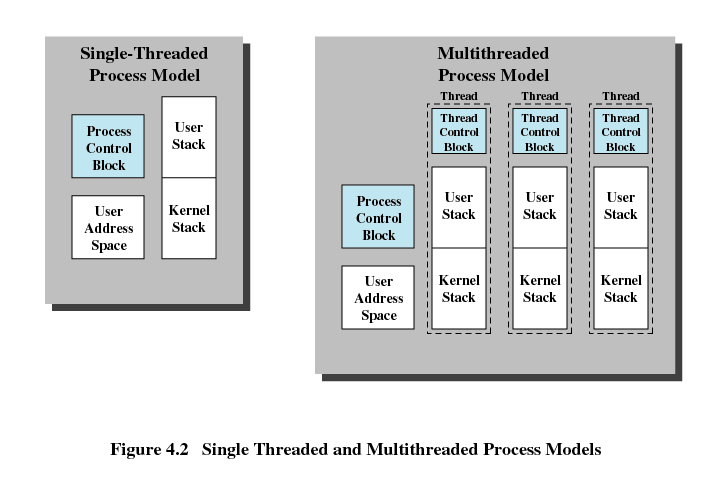 Single-Threaded
Process Model
Process
Control
Block
User
Address
Space
User
Stack
Kernel
Stack
Multithreaded
Process Model
Process
Control
Block
User
Address
Space
Thread
Thread
Control
Block
User
Stack
Kernel
Stack
Thread
Thread
Control
Block
User
Stack
Kernel
Stack
Thread
Thread
Control
Block
User
Stack
Kernel
Stack
Figure 4.2 Single Threaded and Multithreaded Process Models